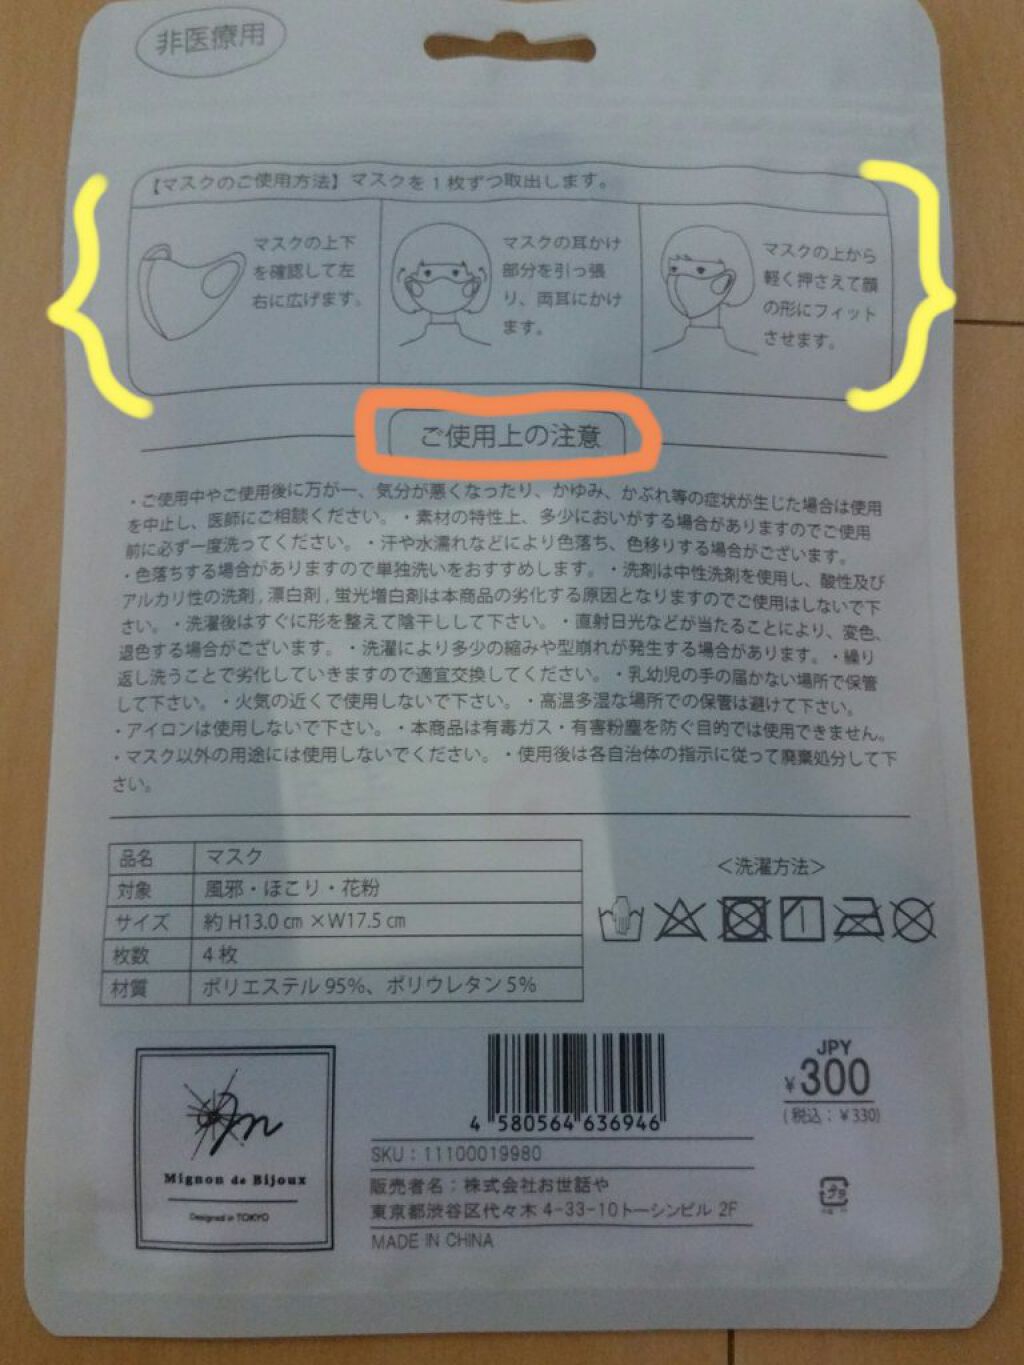 非医療用
【マスクのご使用方法】マスクを1枚ずつ取出します。
マスクの上下
を確認して左
右に広げます。
マスクの耳かけ
部分を引っ張
り、両耳にかけ
ます。
マスクの上から
軽く押さえて顔
の形にフィット
させます。
ご使用上の注意
・ご使用中やご使用後に万が一、気分が悪くなったり、かゆみ、かぶれ等の症状が生じた場合は使用
を中止し、医師にご相談ください。・素材の特性上、多少においがする場合がありますのでご使用
前に必ず一度洗ってください。・汗や水濡れなどにより色落ち、色移りする場合がございます。
・色落ちする場合がありますので単独洗いをおすすめします。・洗剤は中性洗剤を使用し、酸性及び
アルカリ性の洗剤,漂白剤,蛍光増白剤は本商品の劣化する原因となりますのでご使用はしないで下
さい。・洗濯後はすぐに形を整えて陰干しして下さい。・直射日光などが当たることにより、変色、
退色する場合がございます。・洗濯により多少の縮みや型崩れが発生する場合があります。・繰り
返し洗うことで劣化していきますので適宜交換してください。・乳幼児の手の届かない場所で保管
して下さい。・火気の近くで使用しないで下さい。・高温多湿な場所での保管は避けて下さい。
・アイロンは使用しないで下さい。・本商品は有毒ガス・有害粉塵を防ぐ目的では使用できません。
・マスク以外の用途には使用しないでください。・使用後は各自治体の指示に従って廃棄処分して下
さい。
品名 マスク
対象 風邪・ほこり・花粉
サイズ 約H13.0㎝×W17.5㎝
枚数 4枚
材質 ポリエステル95%、ポリウレタン5%
＜洗濯方法＞
Mignon de Bijoux
Designed in TOKYO
4 580564 636946
SKU：11100019980
販売者名：株式会社お世話や
東京都渋谷区代々木4-33-10トーシンビル 2F
MADE IN CHINA
JPY
¥300
(税込：¥330)